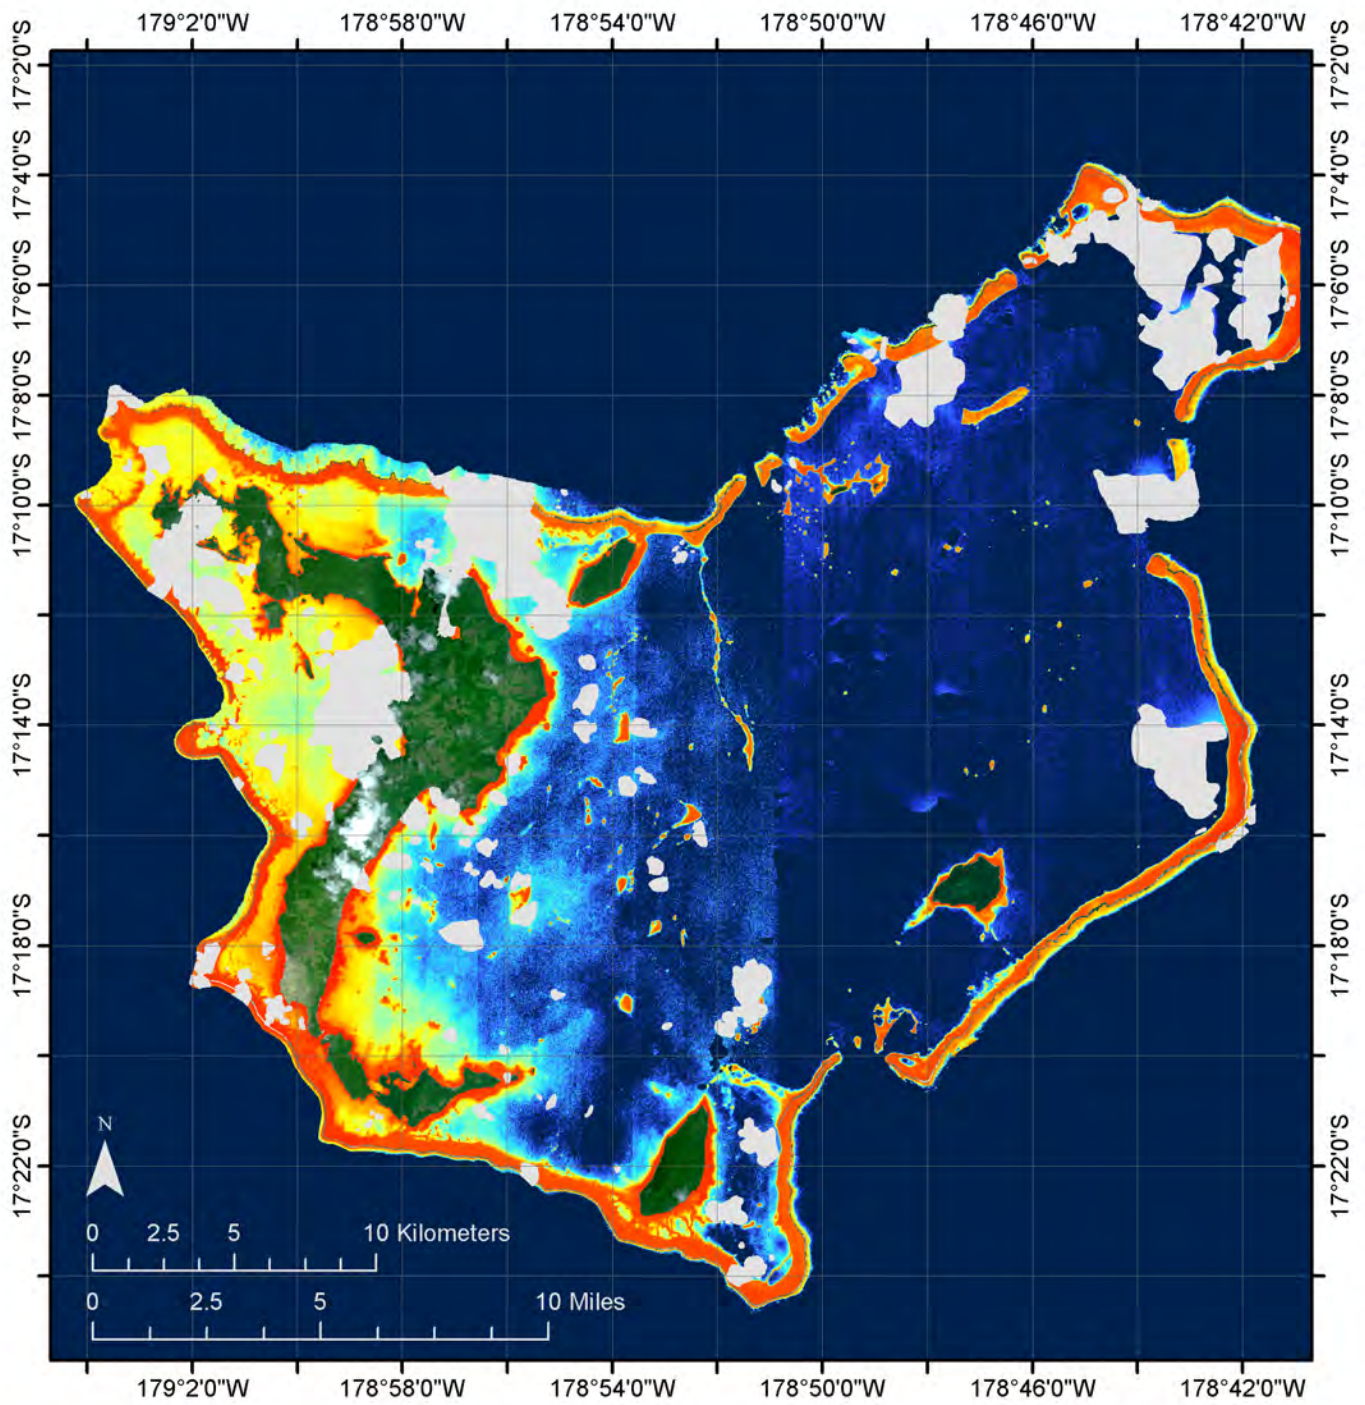 179°2'0"W 178°58'0"W 178°54'0"W 178°50'0"W 178°46'0"W 178°42'0"W
17°2'0"S 17°2'0"S
17°4'0"S 17°4'0"S
17°6'0"S 17°6'0"S
17°8'0"S 17°8'0"S
17°10'0"S 17°10'0"S
17°14'0"S 17°14'0"S
17°18'0"S 17°18'0"S
17°22'0"S 17°22'0"S
N
0 2.5 5 10 Kilometers
0 2.5 5 10 Miles
179°2'0"W 178°58'0"W 178°54'0"W 178°50'0"W 178°46'0"W 178°42'0"W